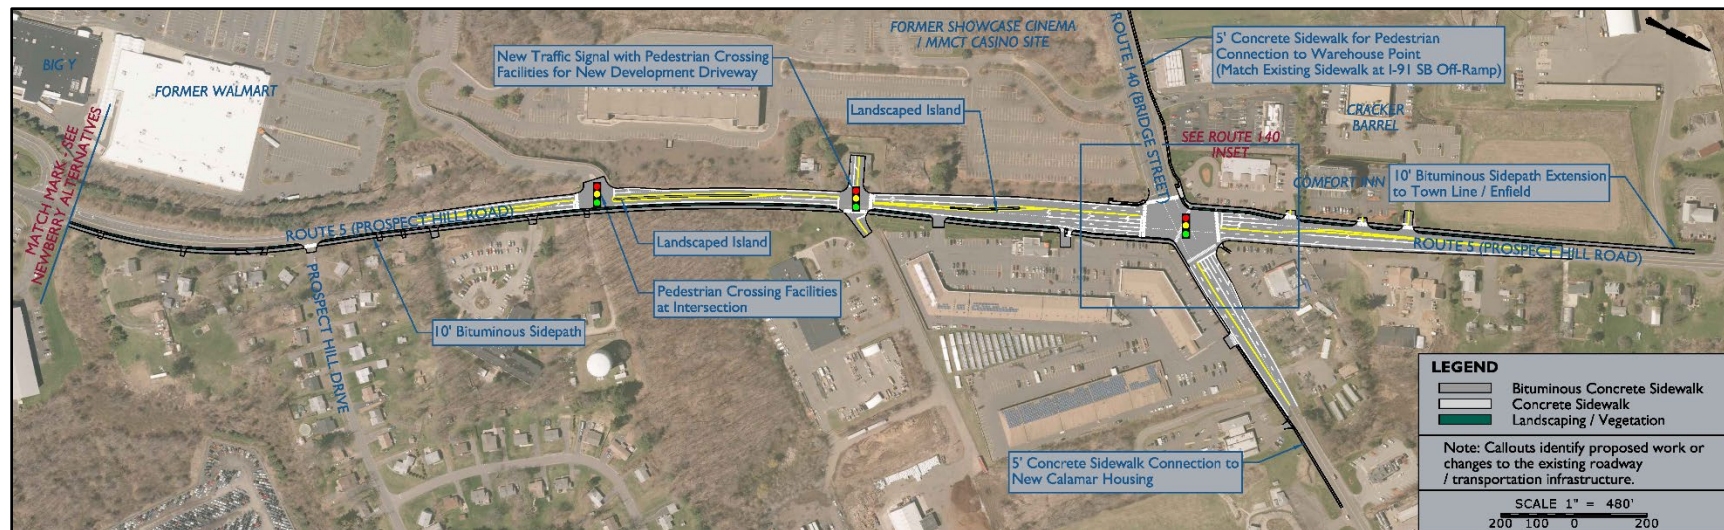 BIG Y
FORMER WALMART
MATCH MARK, SEE
NEWBERRY ALTERNATIVES
New Traffic Signal with Pedestrian Crossing
Facilities for New Development Driveway
FORMER SHOWCASE CINEMA
/ MMCT CASINO SITE
Landscaped Island
ROUTE 140 (BRIDGE STREET)
5' Concrete Sidewalk for Pedestrian
Connection to Warehouse Point
(Match Existing Sidewalk at I-91 SB Off-Ramp)
CRACKER
BARREL
SEE ROUTE 140
INSET
COMFORT INN
10' Bituminous Sidepath Extension
to Town Line / Enfield
ROUTE 5 (PROSPECT HILL ROAD)
ROUTE 5 (PROSPECT HILL ROAD)
Landscaped Island
Pedestrian Crossing Facilities
at Intersection
10' Bituminous Sidepath
PROSPECT HILL DRIVE
5' Concrete Sidewalk Connection to
New Calamar Housing
LEGEND
Bituminous Concrete Sidewalk
Concrete Sidewalk
Landscaping / Vegetation
Note: Callouts identify proposed work or
changes to the existing roadway
/ transportation infrastructure.
SCALE 1" = 480'
200 100 0 200